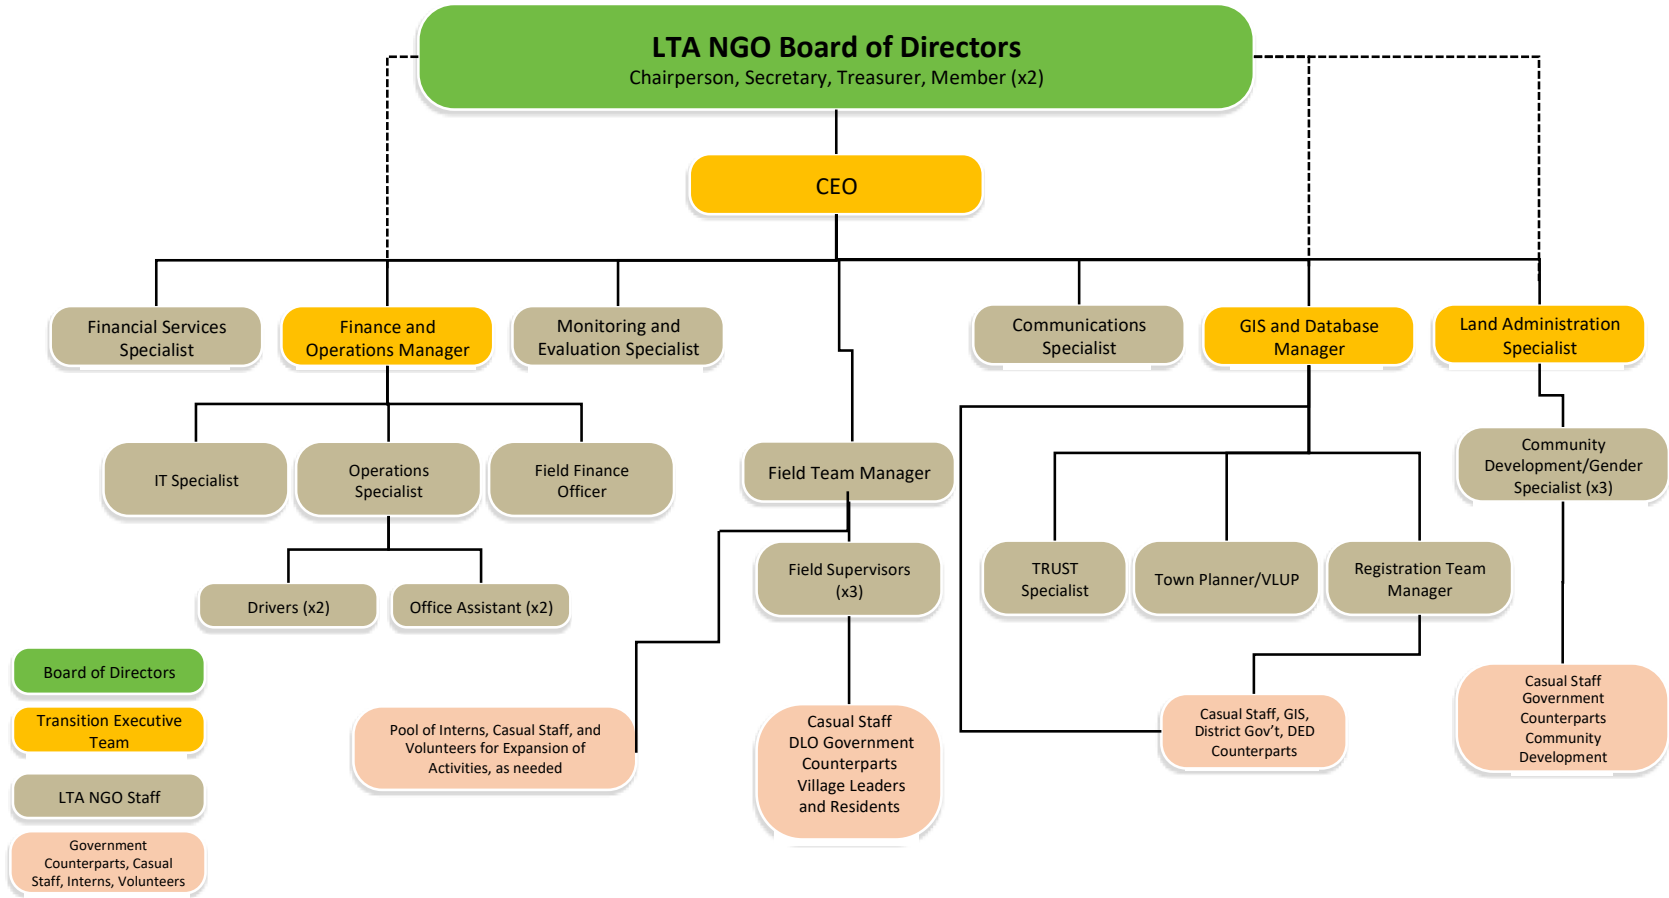 LTA NGO Board of Directors
Chairperson, Secretary, Treasurer, Member (x2)
CEO
Financial Services
Specialist
Finance and
Operations Manager
Monitoring and
Evaluation Specialist
Communications
Specialist
GIS and Database
Manager
Land Administration
Specialist
IT Specialist
Operations
Specialist
Field Finance
Officer
Field Team Manager
Community
Development/Gender
Specialist (x3)
Drivers (x2)
Office Assistant (x2)
Field Supervisors
(x3)
TRUST
Specialist
Town Planner/VLUP
Registration Team
Manager
Pool of Interns, Casual Staff, and
Volunteers for Expansion of
Activities, as needed
Casual Staff
DLO Government
Counterparts
Village Leaders
and Residents
Casual Staff, GIS,
District Gov't, DED
Counterparts
Casual Staff
Government
Counterparts
Community
Development
Board of Directors
Transition Executive
Team
LTA NGO Staff
Government
Counterparts, Casual
Staff, Interns, Volunteers